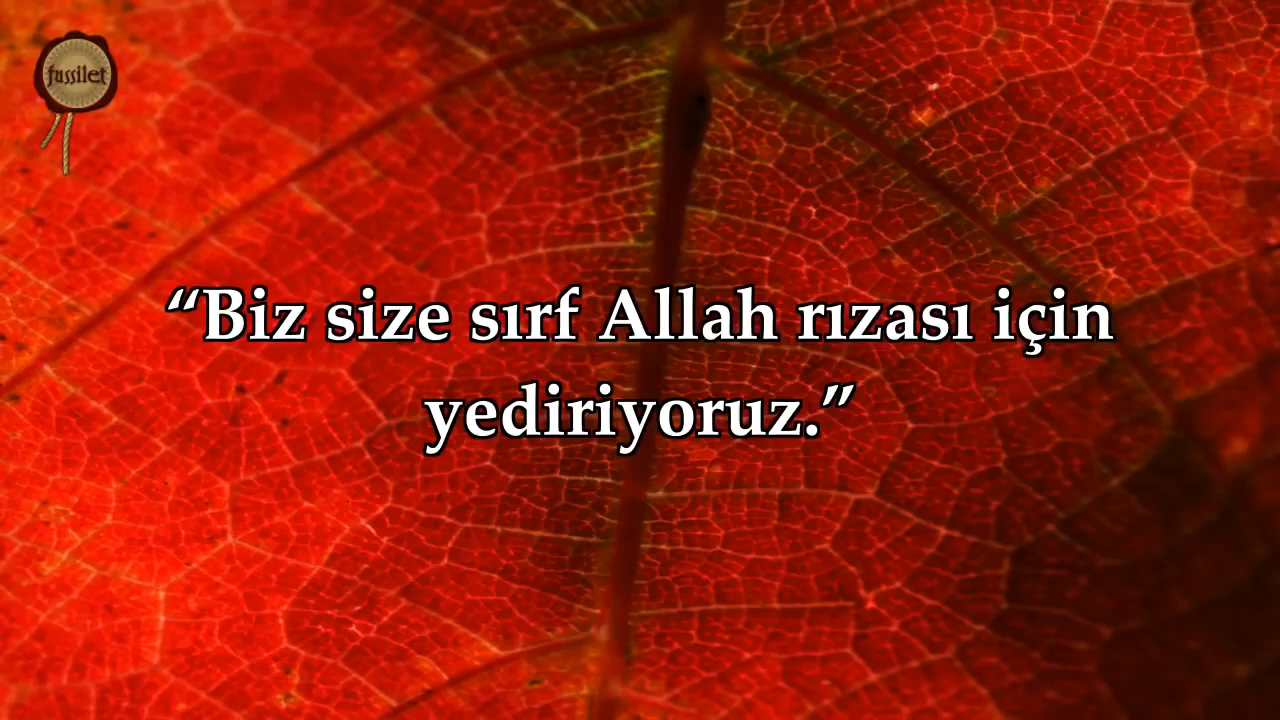 fussilet
“Biz size sırf Allah rızası için
yediriyoruz.”